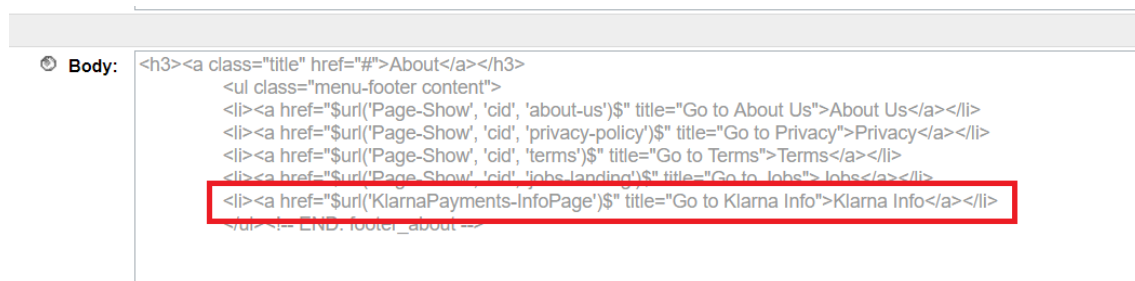 Body:
<h3><a class="title" href="#">About</a></h3>
<ul class="menu-footer content">
<li><a href="$url('Page-Show', 'cid', 'about-us')$" title="Go to About Us">About Us</a></li>
<li><a href="$url('Page-Show', 'cid', 'privacy-policy')$" title="Go to Privacy">Privacy</a></li>
<li><a href="$url('Page-Show', 'cid', 'terms')$" title="Go to Terms">Terms</a></li>
<li><a href="$url('Page-Show', 'cid', 'jobs-landing')$" title="Go to Jobs">Jobs</a></li>
<li><a href="$url('KlarnaPayments-InfoPage')$" title="Go to Klarna Info">Klarna Info</a></li>
</ul><!-- END: footer_about -->